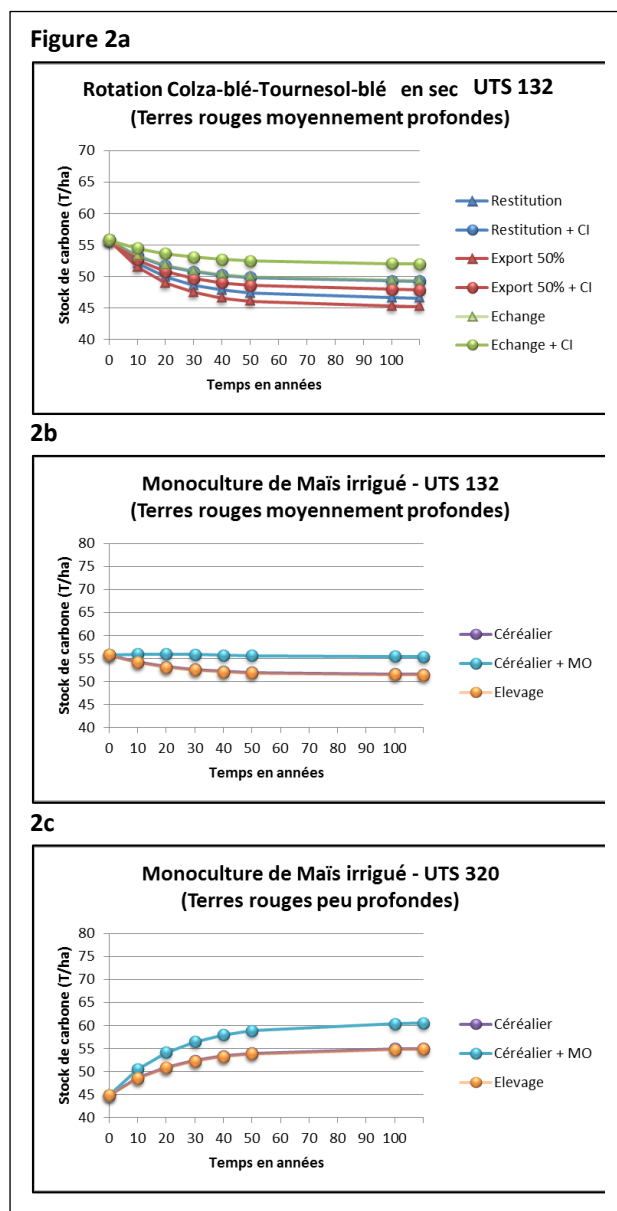 Figure 2a
Rotation Colza-blé-Tournesol-blé en sec UTS 132
(Terres rouges moyennement profondes)
Stock de carbone (T/ha)
70
65
60
55
50
45
40
0 10 20 30 40 50 60 70 80 90 100
Temps en années
Restitution
Restitution + CI
Export 50%
Export 50% + CI
Echange
Echange + CI
2b
Monoculture de Maïs irrigué - UTS 132
(Terres rouges moyennement profondes)
Stock de carbone (T/ha)
80
75
70
65
60
55
50
45
40
0 10 20 30 40 50 60 70 80 90 100
Temps en années
Céréalier
Céréalier + MO
Elevage
2c
Monoculture de Maïs irrigué - UTS 320
(Terres rouges peu profondes)
Stock de carbone (T/ha)
80
75
70
65
60
55
50
45
40
0 10 20 30 40 50 60 70 80 90 100
Temps en années
Céréalier
Céréalier + MO
Elevage